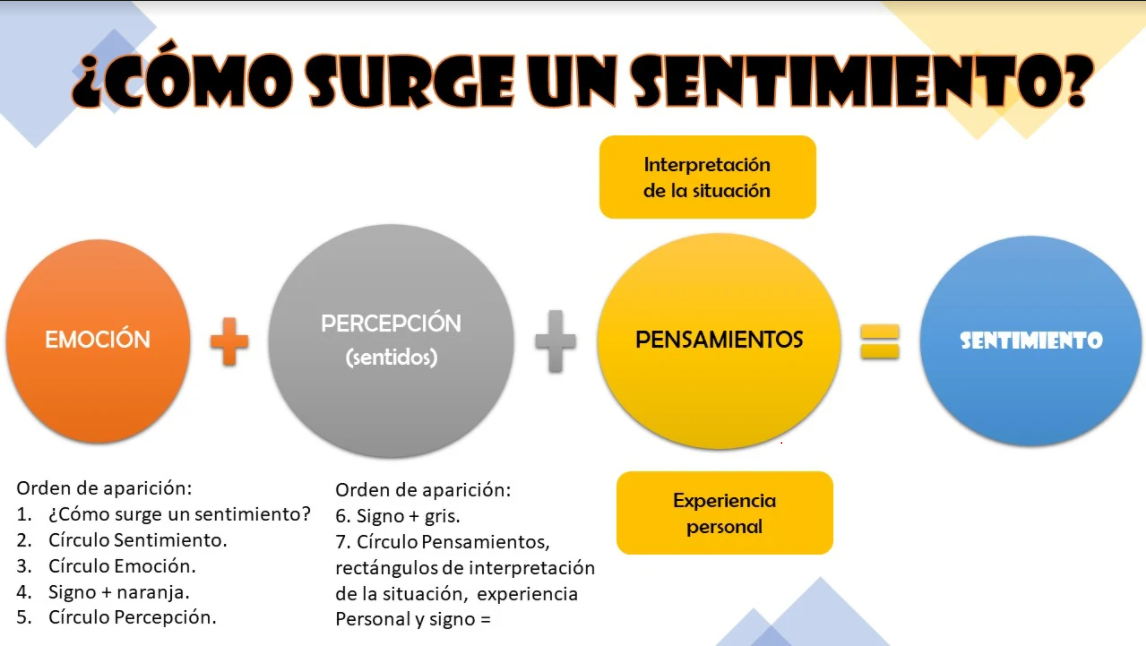 ¿CÓMO SURGE UN SENTIMIENTO?
Interpretación
de la situación
EMOCIÓN
+
PERCEPCIÓN
(sentidos)
+
PENSAMIENTOS
=
SENTIMIENTO
Experiencia
personal
Orden de aparición:
1. ¿Cómo surge un sentimiento?
2. Círculo Sentimiento.
3. Círculo Emoción.
4. Signo + naranja.
5. Círculo Percepción.
Orden de aparición:
6. Signo + gris.
7. Círculo Pensamientos,
rectángulos de interpretación
de la situación, experiencia
Personal y signo =